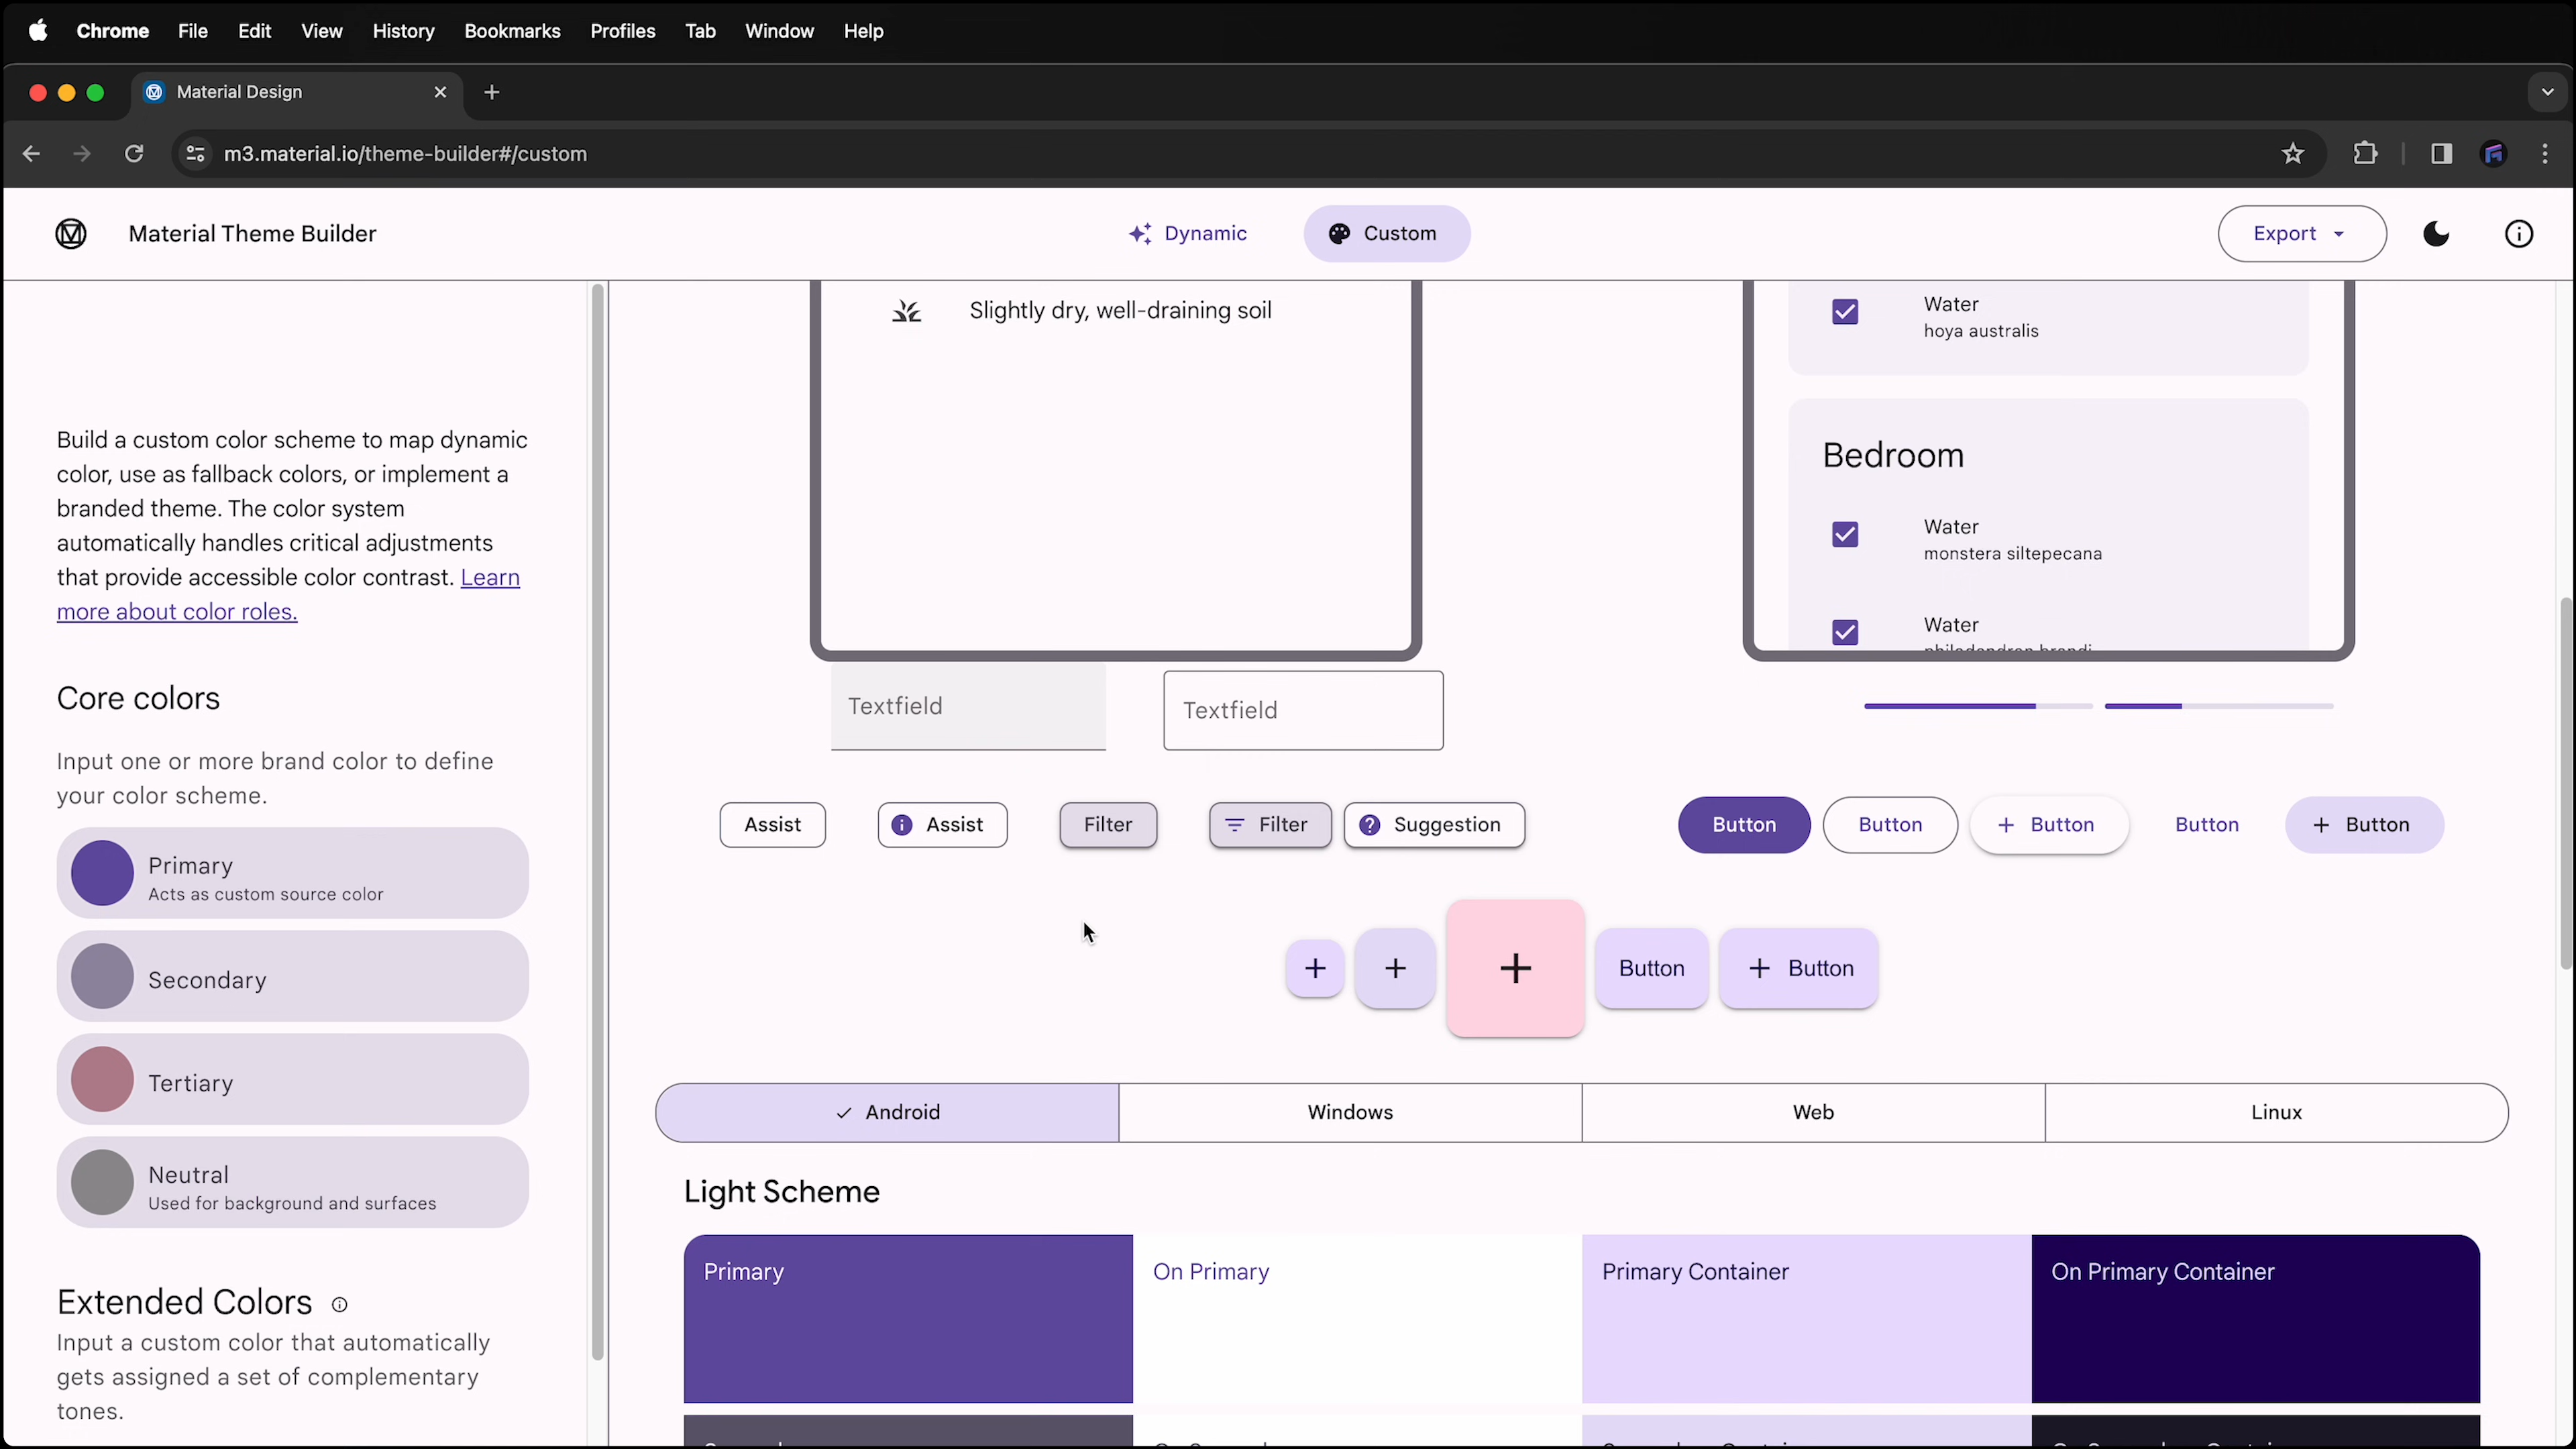 Chrome File Edit View History Bookmarks Profiles Tab Window Help
Material Design
m3.material.io/theme-builder#/custom
Material Theme Builder
Dynamic
Custom
Export
Build a custom color scheme to map dynamic
color, use as fallback colors, or implement a
branded theme. The color system
automatically handles critical adjustments
that provide accessible color contrast. Learn
more about color roles.
Core colors
Input one or more brand color to define
your color scheme.
Primary
Acts as custom source color
Secondary
Tertiary
Neutral
Used for background and surfaces
Extended Colors
Input a custom color that automatically
gets assigned a set of complementary
tones.
Slightly dry, well-draining soil
Water
hoya australis
Bedroom
Water
monstera siltepecana
Water
Textfield
Textfield
Assist
Assist
Filter
Filter
Suggestion
Button
Button
+ Button
Button
+ Button
+
+
+
Button
+ Button
Android
Windows
Web
Linux
Light Scheme
Primary
On Primary
Primary Container
On Primary Container